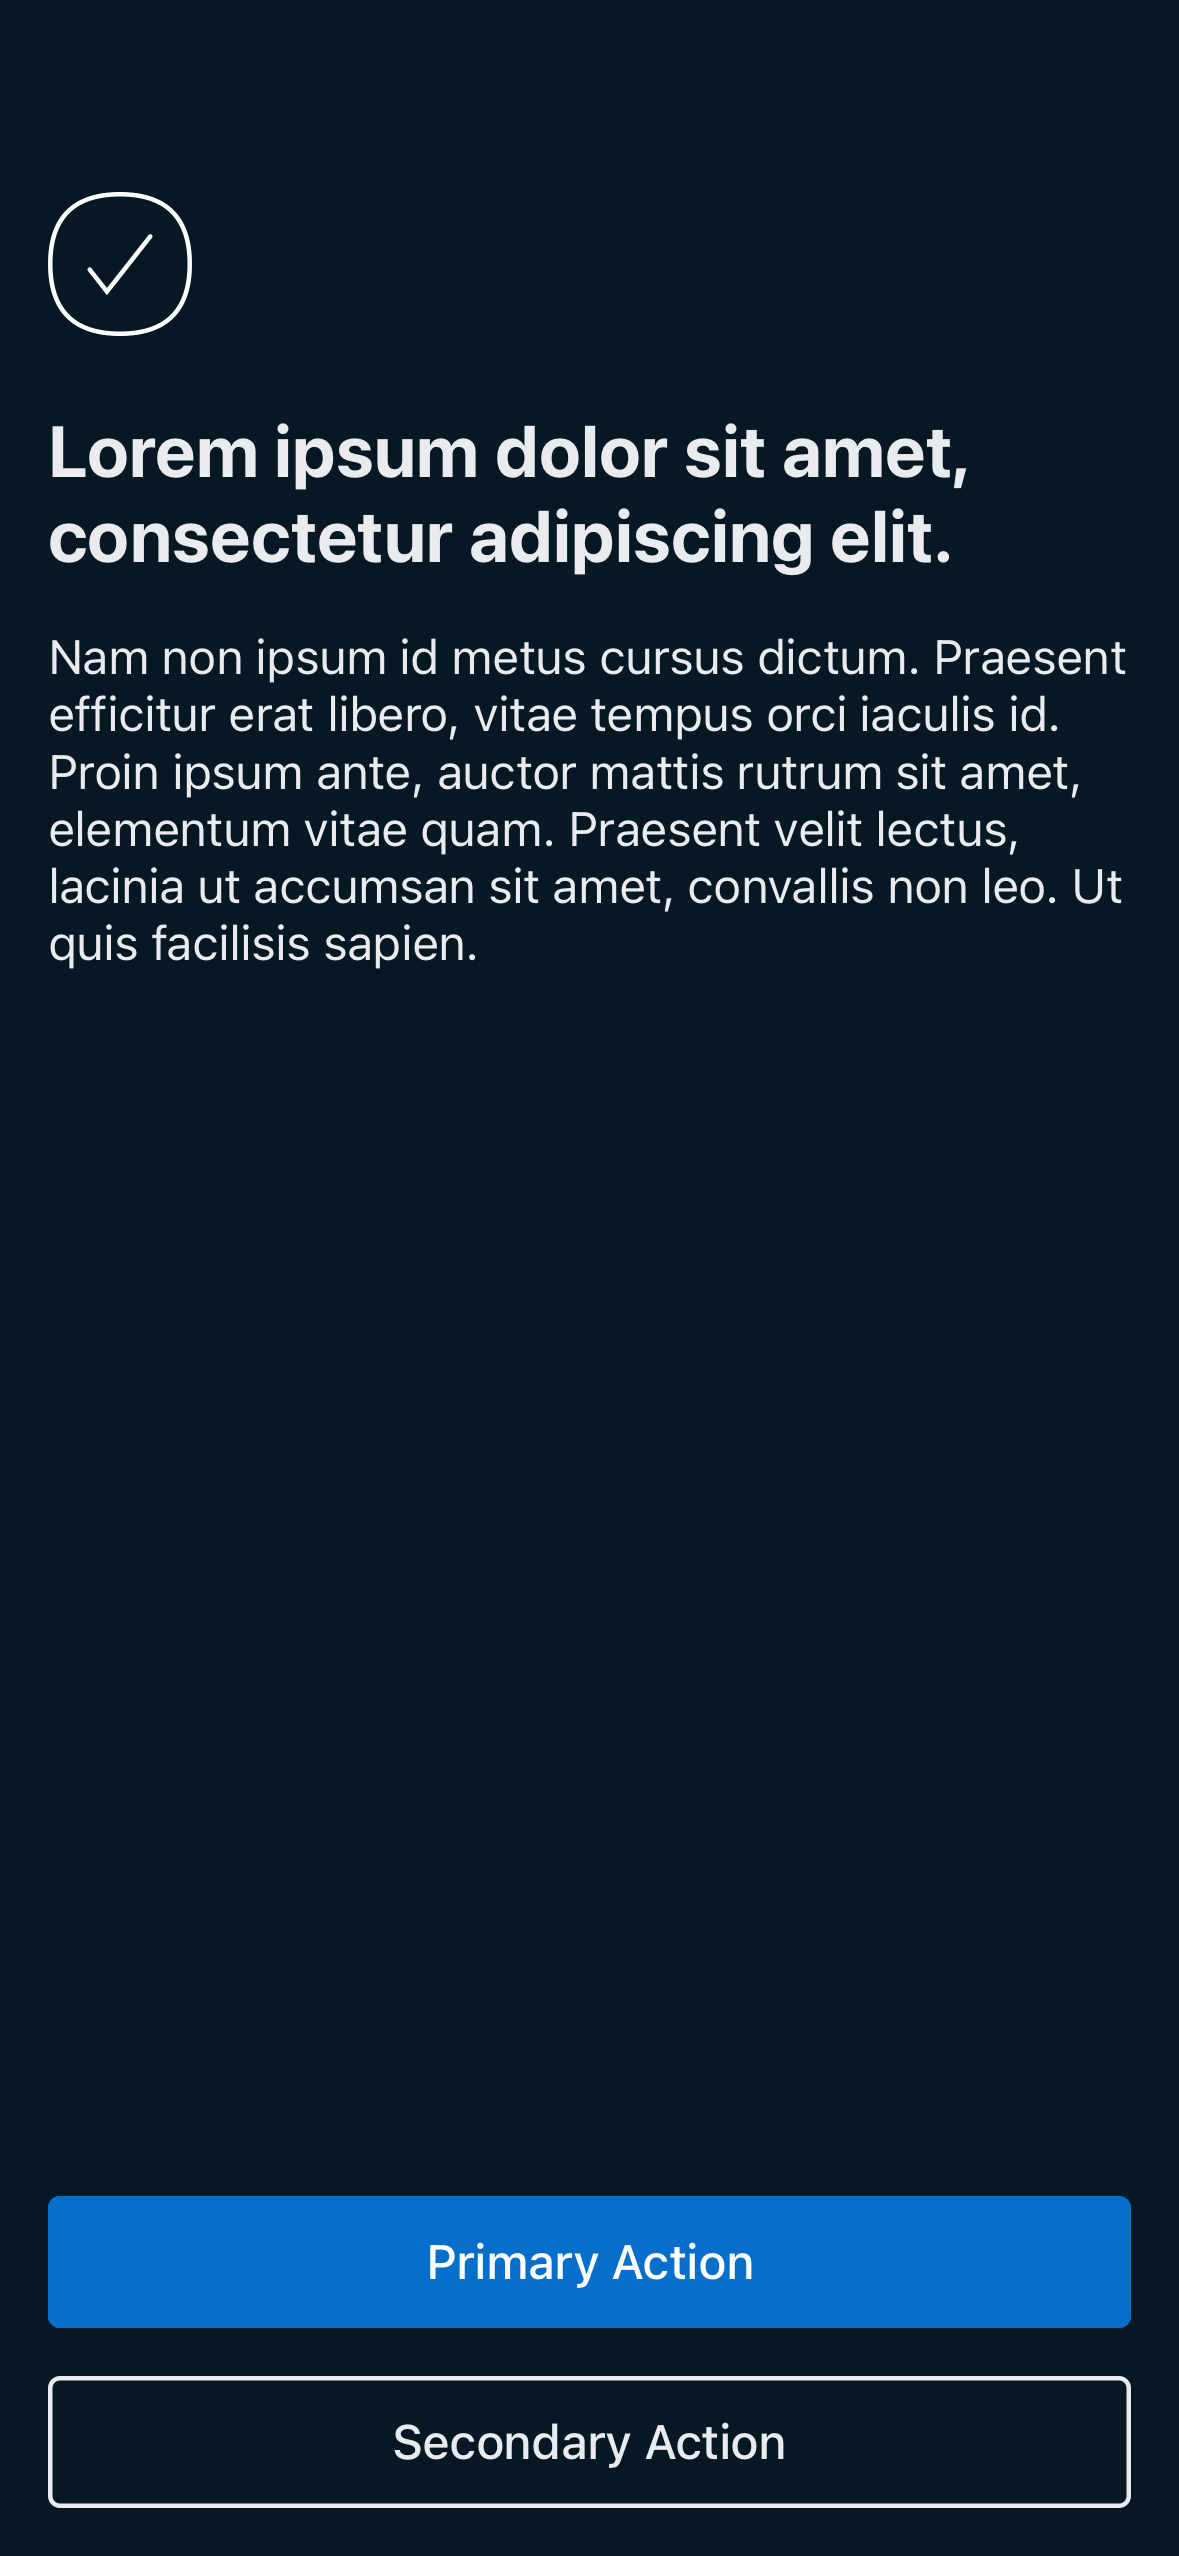 Lorem ipsum dolor sit amet,
consectetur adipiscing elit.
Nam non ipsum id metus cursus dictum. Praesent
efficitur erat libero, vitae tempus orci iaculis id.
Proin ipsum ante, auctor mattis rutrum sit amet,
elementum vitae quam. Praesent velit lectus,
lacinia ut accumsan sit amet, convallis non leo. Ut
quis facilisis sapien.
Primary Action
Secondary Action